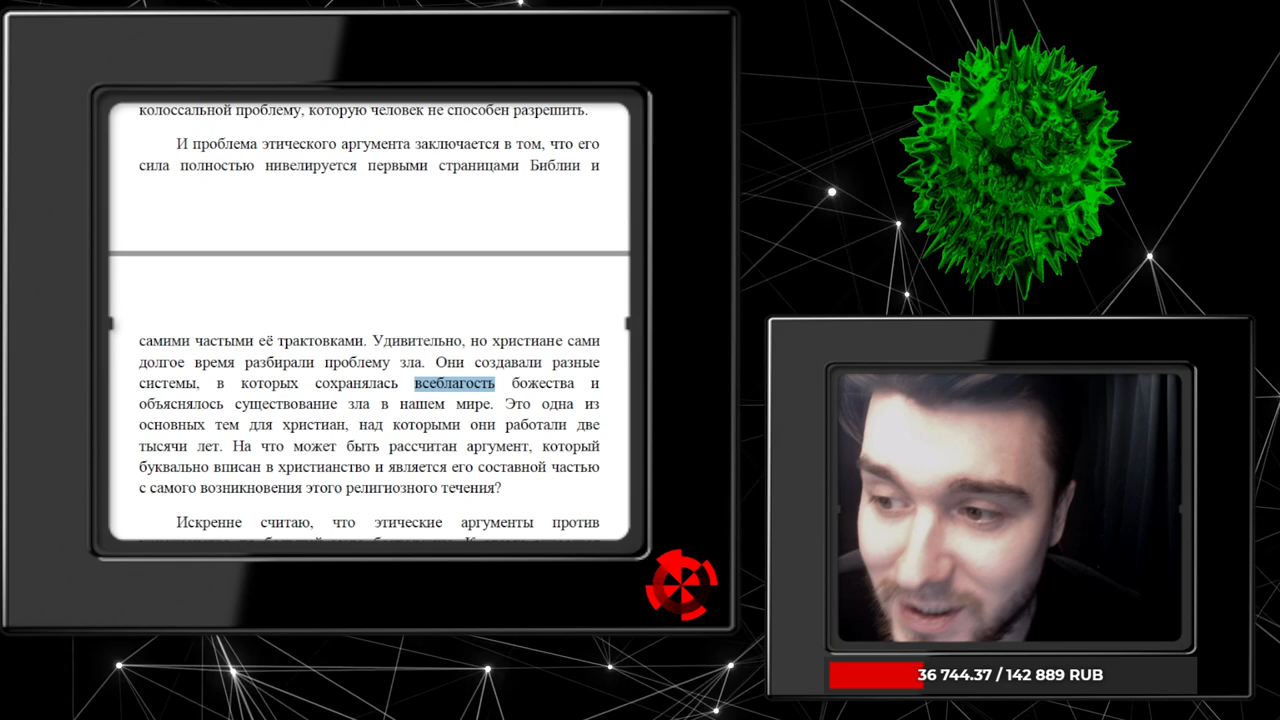 колоссальной проблему, которую человек не способен разрешить.
И проблема этического аргумента заключается в том, что его
сила полностью нивелируется первыми страницами Библии и
самими частыми её трактовками. Удивительно, но христиане сами
долгое время разбирали проблему зла. Они создавали разные
системы, в которых сохранялась всеблагость божества и
объяснялось существование зла в нашем мире. Это одна из
основных тем для христиан, над которыми они работали две
тысячи лет. На что может быть рассчитан аргумент, который
буквально вписан в христианство и является его составной частью
с самого возникновения этого религиозного течения?
Искренне считаю, что этические аргументы против
36 744.37 / 142 889 RUB